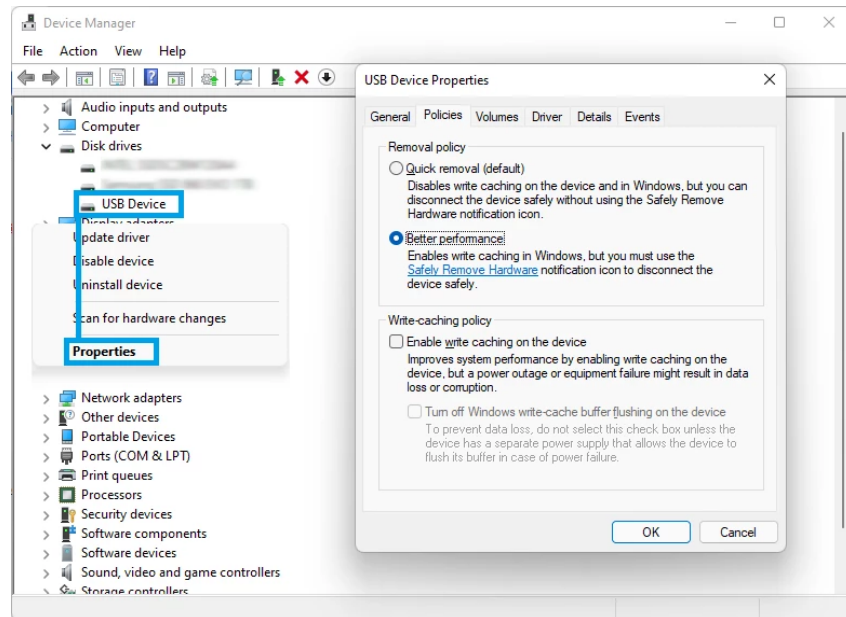 Device Manager
File Action View Help
Audio inputs and outputs
Computer
Disk drives
USB Device
Display adapters
Update driver
Disable device
Uninstall device
Scan for hardware changes
Properties
Network adapters
Other devices
Portable Devices
Ports (COM & LPT)
Print queues
Processors
Security devices
Software components
Software devices
Sound, video and game controllers
Storage controllers
USB Device Properties
General Policies Volumes Driver Details Events
Removal policy
Quick removal (default)
Disables write caching on the device and in Windows, but you can
disconnect the device safely without using the Safely Remove
Hardware notification icon.
Better performance
Enables write caching in Windows, but you must use the
Safely Remove Hardware notification icon to disconnect the
device safely.
Write-caching policy
Enable write caching on the device
Improves system performance by enabling write caching on the
device, but a power outage or equipment failure might result in data
loss or corruption.
Turn off Windows write-cache buffer flushing on the device
To prevent data loss, do not select this check box unless the
device has a separate power supply that allows the device to
flush its buffer in case of power failure.
OK Cancel